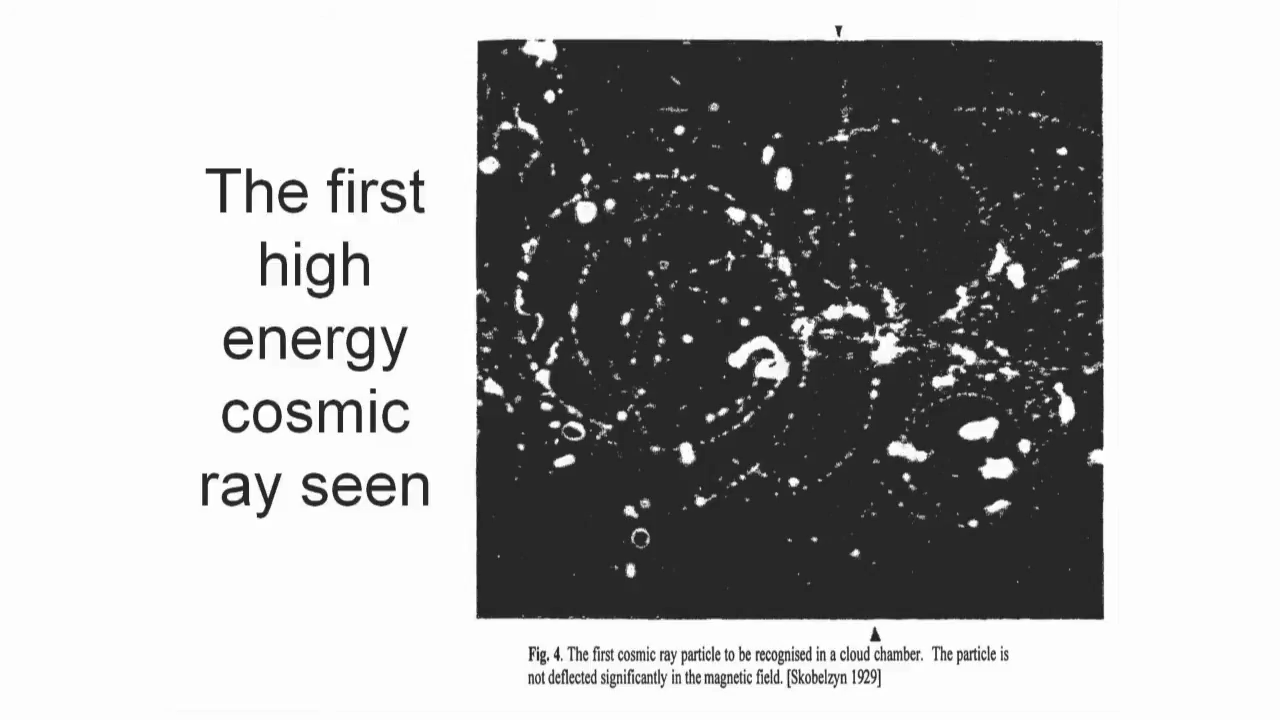 The first
high
energy
cosmic
ray seen
Fig. 4. The first cosmic ray particle to be recognised in a cloud chamber. The particle is
not deflected significantly in the magnetic field. [Skobelzyn 1929]